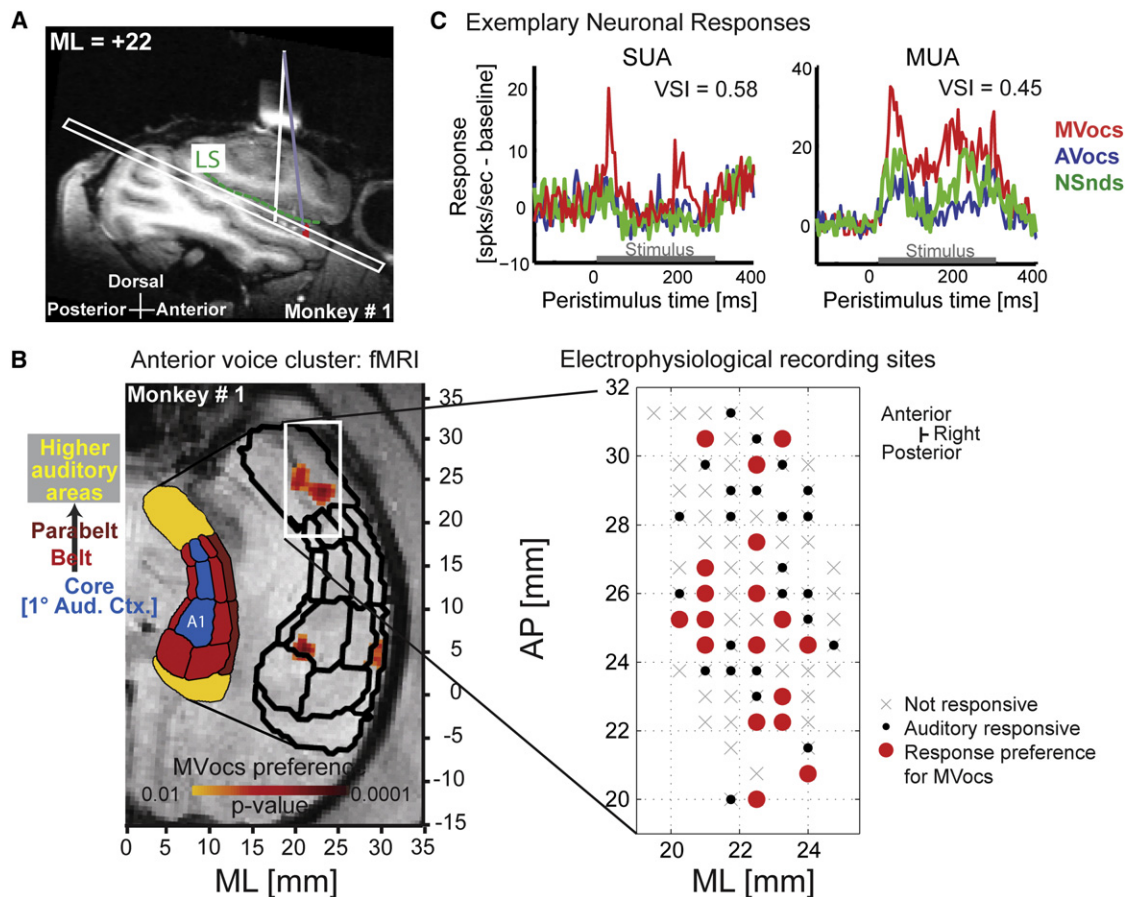 A
ML = +22
LS
Dorsal
Posterior
Anterior
Monkey # 1
C Exemplary Neuronal Responses
SUA
VSI = 0.58
Response
[spks/sec - baseline]
20
10
0
−10
Stimulus
0 200 400
Peristimulus time [ms]
MUA
VSI = 0.45
40
20
0
Stimulus
0 200 400
Peristimulus time [ms]
MVocs
AVocs
NSnds
B
Anterior voice cluster: fMRI
Monkey # 1
Higher
auditory
areas
Parabelt
Belt
Core
[1° Aud. Ctx.]
A1
35
30
25
20
15
10
5
0
-5
-10
-15
MVocs preferenc
0.01 0.0001
p-value
0 5 10 15 20 25 30 35
ML [mm]
Electrophysiological recording sites
AP [mm]
32
30
28
26
24
22
20
20 22 24
ML [mm]
Anterior
Right
Posterior
Not responsive
Auditory responsive
Response preference
for MVocs